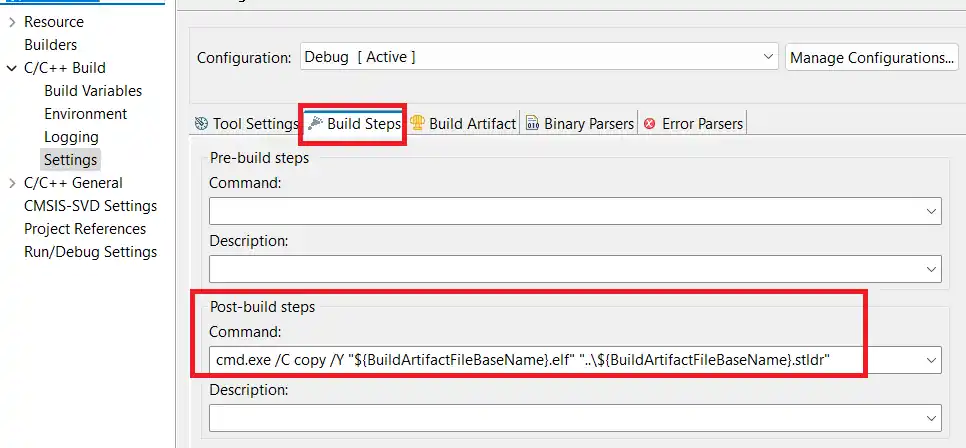 Resource
Builders
C/C++ Build
Build Variables
Environment
Logging
Settings
C/C++ General
CMSIS-SVD Settings
Project References
Run/Debug Settings
Configuration:
Debug [ Active ]
Manage Configurations...
Tool Settings
Build Steps
Build Artifact
Binary Parsers
Error Parsers
Pre-build steps
Command:
Description:
Post-build steps
Command:
cmd.exe /C copy /Y "${BuildArtifactFileBaseName}.elf" "..\${BuildArtifactFileBaseName}.stldr"
Description: